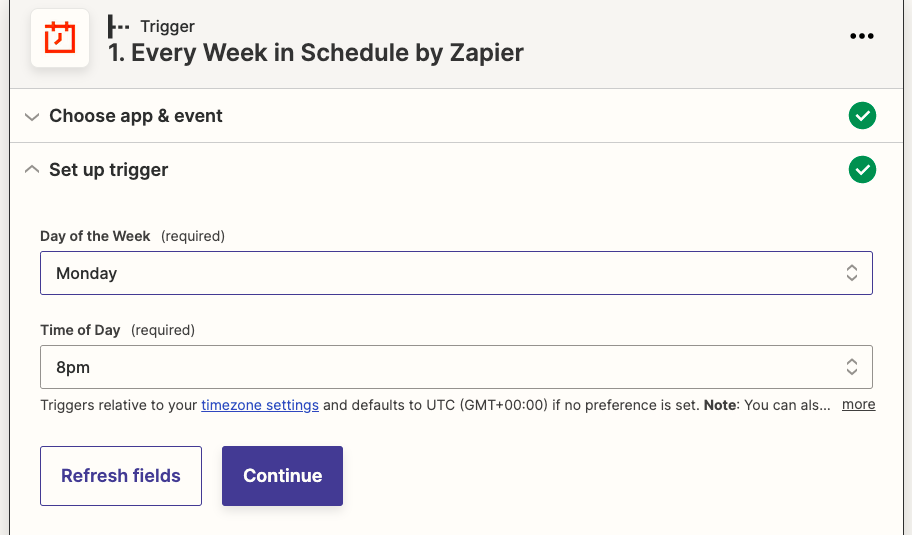 Trigger
1. Every Week in Schedule by Zapier
Choose app & event
Set up trigger
Day of the Week (required)
Monday
Time of Day (required)
8pm
Triggers relative to your timezone settings and defaults to UTC (GMT+00:00) if no preference is set. Note: You can als... more
Refresh fields Continue